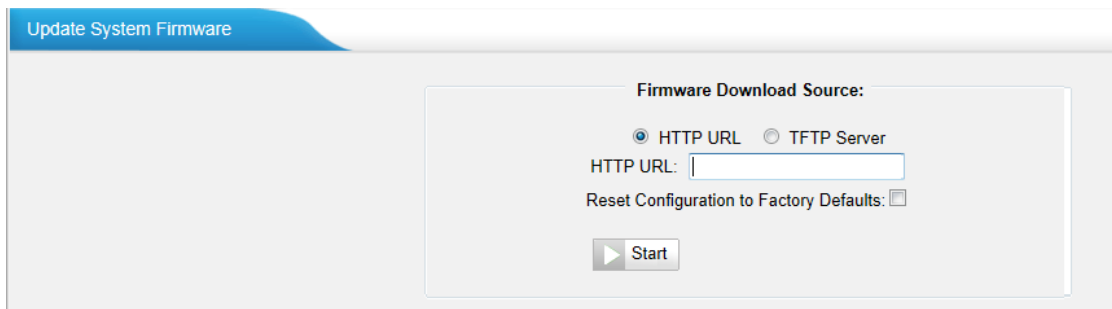 Update System Firmware
Firmware Download Source:
HTTP URL TFTP Server
HTTP URL:
Reset Configuration to Factory Defaults:
Start